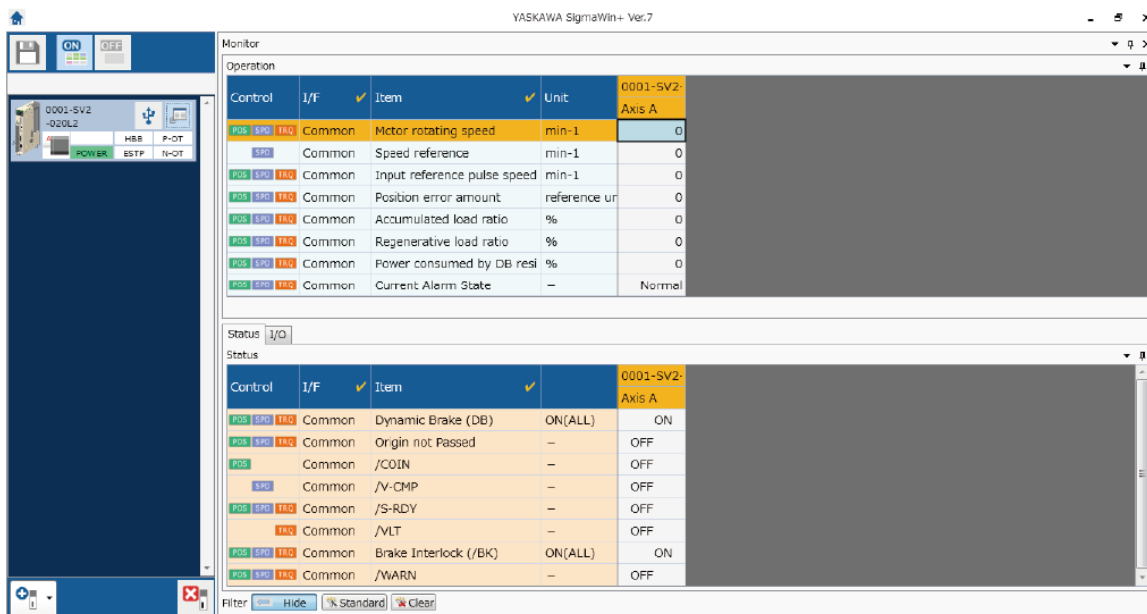 YASKAWA SigmaWin+ Ver.7
ON OFF
Monitor
Operation
Control I/F Item Unit 0001-SV2- Axis A
POS SPD TRQ Common Motor rotating speed min-1 0
SPD Common Speed reference min-1 0
POS SPD TRQ Common Input reference pulse speed min-1 0
POS SPD TRQ Common Position error amount reference ur 0
POS SPD TRQ Common Accumulated load ratio % 0
POS SPD TRQ Common Regenerative load ratio % 0
POS SPD TRQ Common Power consumed by DB resi % 0
POS SPD TRQ Common Current Alarm State – Normal
0001-SV2
-020L2
HBB P-OT
POWER ESTP N-OT
Status I/O
Status
Control I/F Item 0001-SV2- Axis A
POS SPD TRQ Common Dynamic Brake (DB) ON(ALL) ON
POS SPD TRQ Common Origin not Passed – OFF
POS Common /COIN – OFF
SPD Common /V-CMP – OFF
POS SPD TRQ Common /S-RDY – OFF
TRQ Common /VLT – OFF
POS SPD TRQ Common Brake Interlock (/BK) ON(ALL) ON
POS SPD TRQ Common /WARN – OFF
Filter Hide Standard Clear